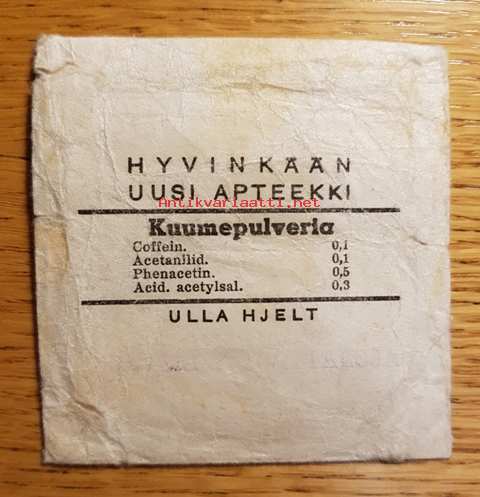 HYVINKÄÄN
UUSI APTEEKKI
Antikvariaatti.net
Kuumepulveria
Coffein. 0,1
Acetanilid. 0,1
Phenacetin. 0,5
Acid. acetylsal. 0,3
ULLA HJELT